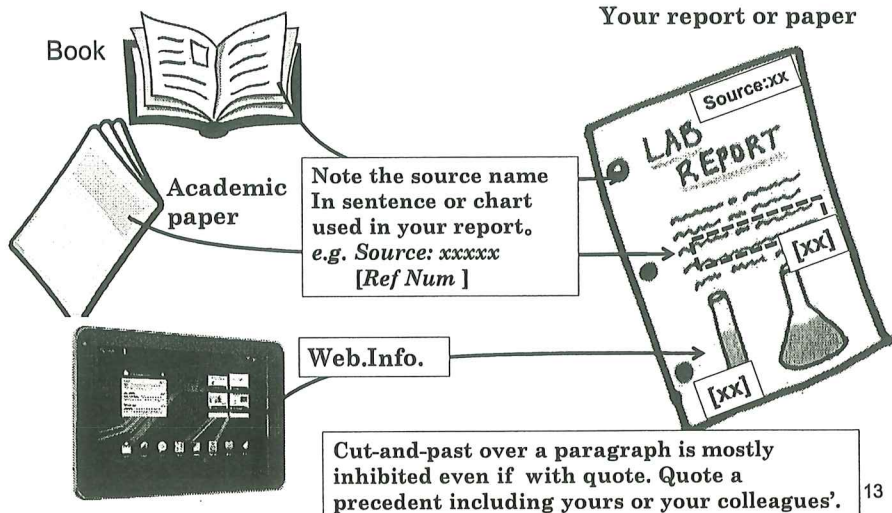 Your report or paper
Book
Source:xx
LAB
REPORT
Academic
paper
Note the source name
In sentence or chart
used in your report。
e.g. Source: xxxxx
[Ref Num ]
[xx]
Web.Info.
[xx]
Cut-and-past over a paragraph is mostly
inhibited even if with quote. Quote a
precedent including yours or your colleagues'.
13